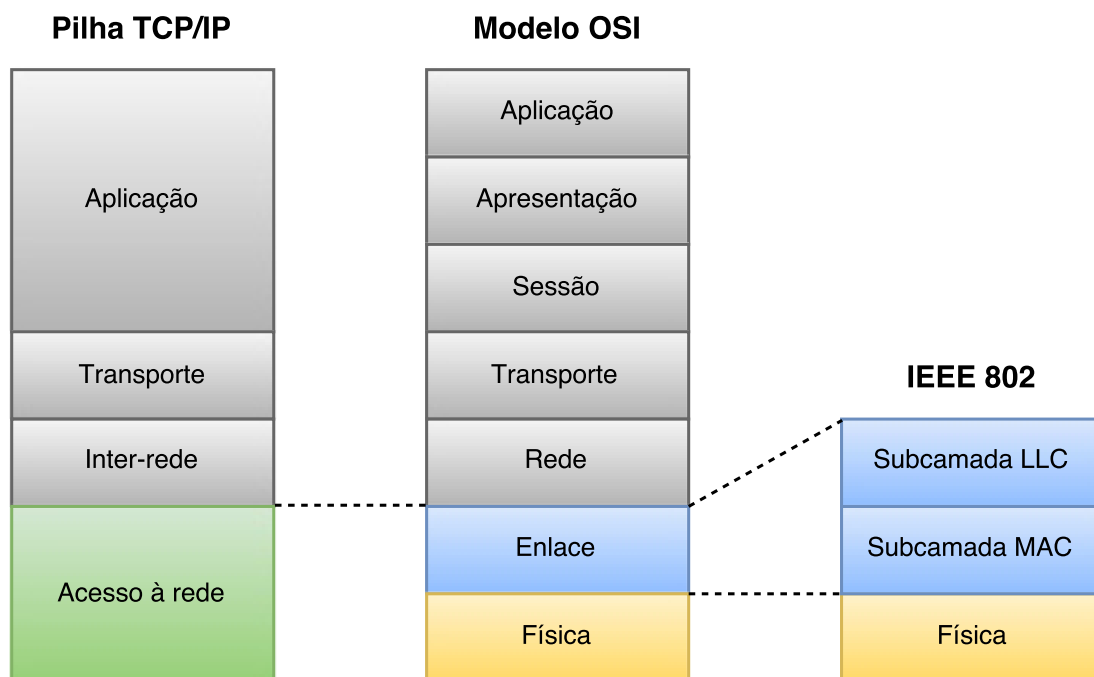 Pilha TCP/IP
Aplicação
Transporte
Inter-rede
Acesso à rede
Modelo OSI
Aplicação
Apresentação
Sessão
Transporte
Rede
Enlace
Física
IEEE 802
Subcamada LLC
Subcamada MAC
Física